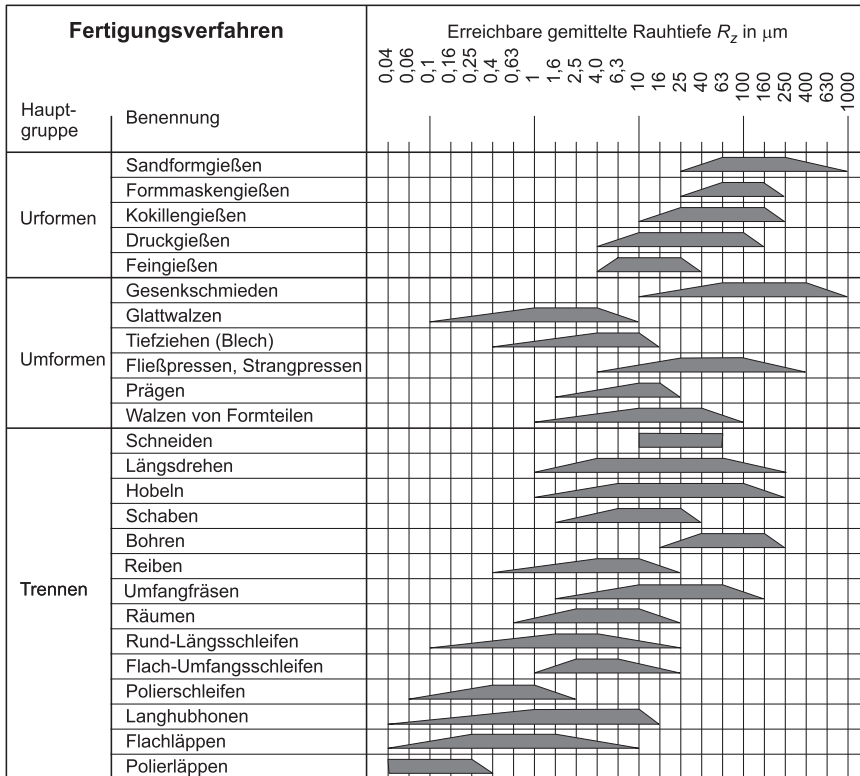 Fertigungsverfahren
Erreichbare gemittelte Rauhtiefe Rz in μm
0,04 0,06 0,1 0,16 0,25 0,4 0,63 1 1,6 2,5 4,0 6,3 10 16 25 40 63 100 160 250 400 630 1000
Haupt-
gruppe
Benennung
Urformen
Sandformgießen
Formmaskengießen
Kokillengießen
Druckgießen
Feingießen
Umformen
Gesenkschmieden
Glattwalzen
Tiefziehen (Blech)
Fließpressen, Strangpressen
Prägen
Walzen von Formteilen
Trennen
Schneiden
Längsdrehen
Hobeln
Schaben
Bohren
Reiben
Umfangfräsen
Räumen
Rund-Längsschleifen
Flach-Umfangsschleifen
Polierschleifen
Langhubhonen
Flachläppen
Polierläppen